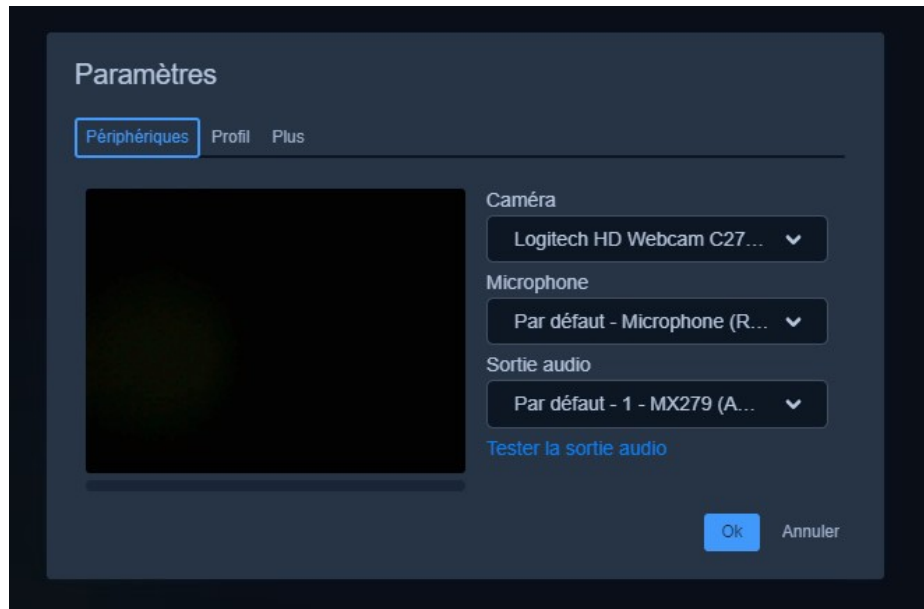 Paramètres
Périphériques Profil Plus
Caméra
Logitech HD Webcam C27...
Microphone
Par défaut - Microphone (R...
Sortie audio
Par défaut - 1 - MX279 (A...
Tester la sortie audio
Ok Annuler